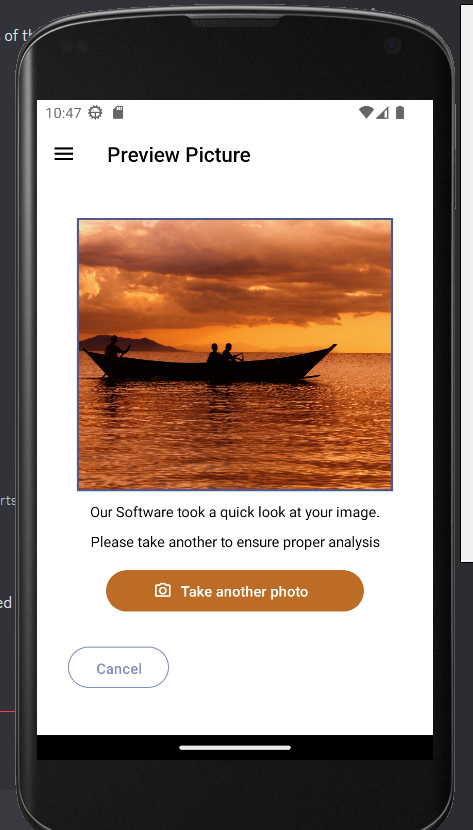 of th
10:47
Preview Picture
rts
Our Software took a quick look at your image.
Please take another to ensure proper analysis
Take another photo
ed
Cancel